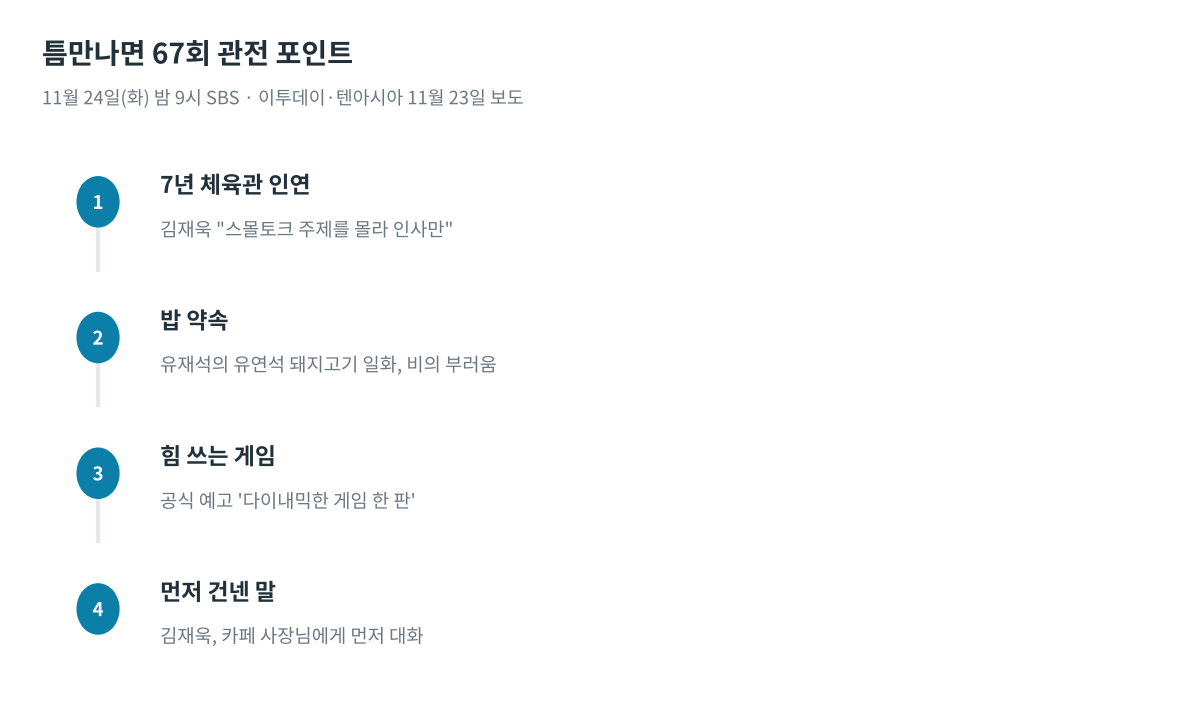 틈만나면 67회 관전 포인트
11월 24일(화) 밤 9시 SBS · 이투데이·텐아시아 11월 23일 보도
1
7년 체육관 인연
김재욱 "스몰토크 주제를 몰라 인사만"
2
밥 약속
유재석의 유연석 돼지고기 일화, 비의 부러움
3
힘 쓰는 게임
공식 예고 '다이내믹한 게임 한 판'
4
먼저 건넨 말
김재욱, 카페 사장님에게 먼저 대화